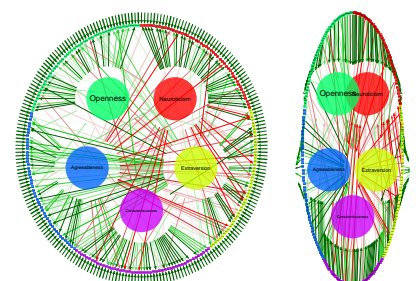 Openness
Neuroticism
Agreeableness
Extraversion
Conscientiousness
Openness
Neuroticism
Agreeableness
Extraversion
Conscientiousness